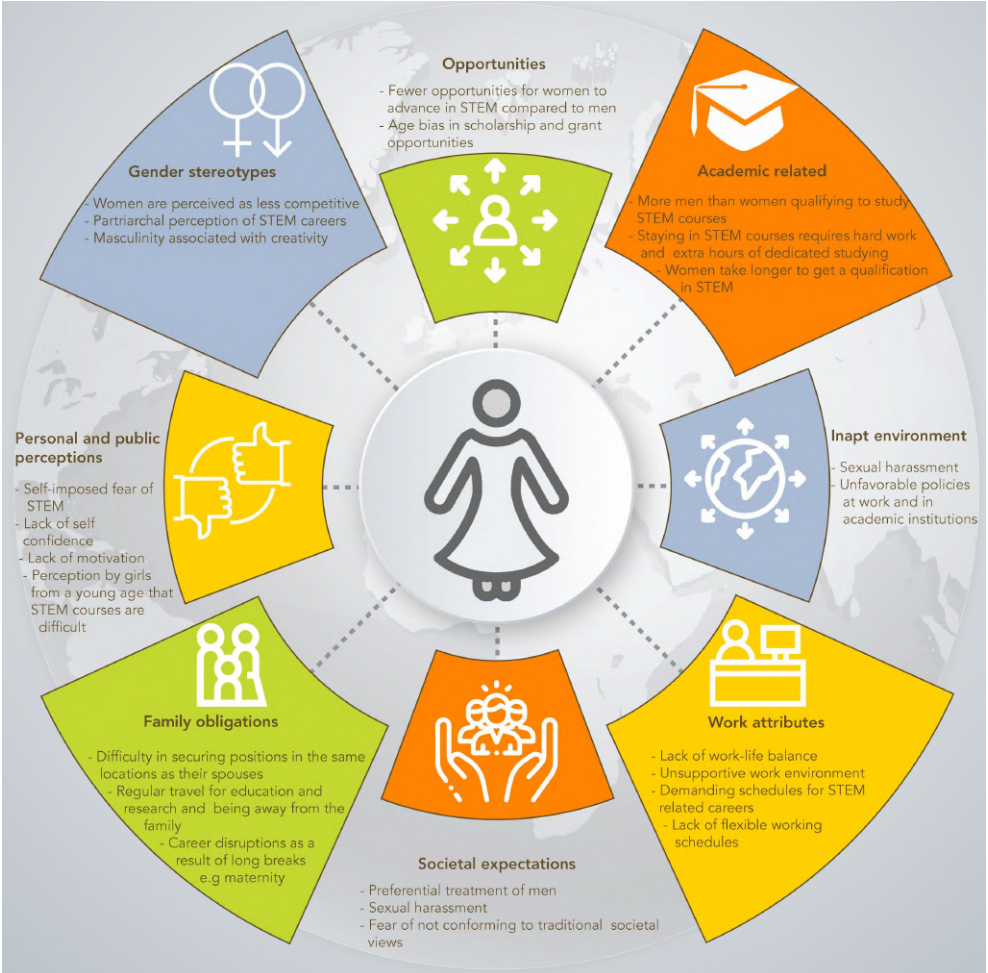 Opportunities
- Fewer opportunities for women to
advance in STEM compared to men
- Age bias in scholarship and grant
opportunities
Gender stereotypes
- Women are perceived as less competitive
- Partriarchal perception of STEM careers
- Masculinity associated with creativity
Academic related
- More men than women qualifying to study
STEM courses
- Staying in STEM courses requires hard work
and extra hours of dedicated studying
- Women take longer to get a qualification
in STEM
Personal and public
perceptions
- Self-imposed fear of
STEM
- Lack of self
confidence
- Lack of motivation
- Perception by girls
from a young age that
STEM courses are
difficult
Inapt environment
- Sexual harassment
- Unfavorable policies
at work and in
academic institutions
Family obligations
- Difficulty in securing positions in the same
locations as their spouses
- Regular travel for education and
research and being away from the
family
- Career disruptions as a
result of long breaks
e.g maternity
Work attributes
- Lack of work-life balance
- Unsupportive work environment
- Demanding schedules for STEM
related careers
- Lack of flexible working
schedules
Societal expectations
- Preferential treatment of men
- Sexual harassment
- Fear of not conforming to traditional societal
views